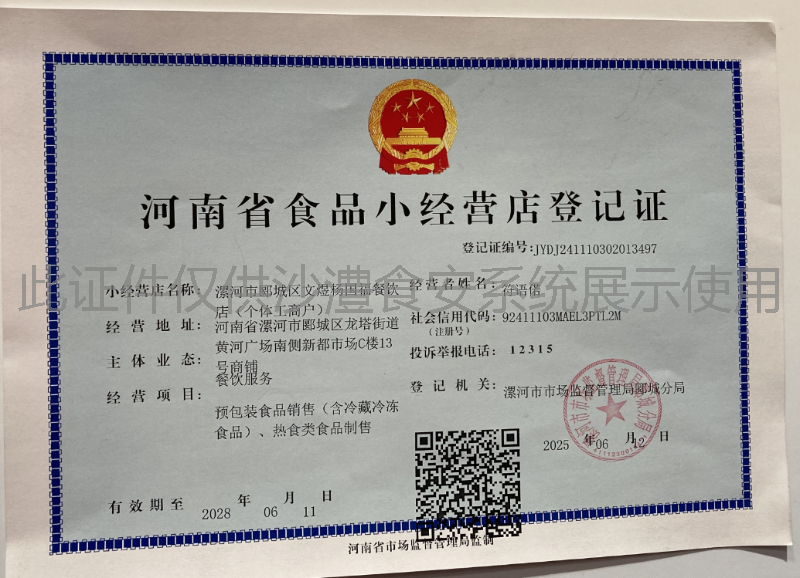 河南省食品小经营店登记证
登记证编号:JYDJ241110302013497
此证件仅供沙澧食安系统展示使用
小经营店名称: 漯河市郾城区文煜杨国福餐饮
店（个体工商户）
经营地址: 河南省漯河市郾城区龙塔街道
黄河广场南侧新都市场C楼13
号商铺
主体业态: 餐饮服务
经营项目: 预包装食品销售（含冷藏冷冻
食品）、热食类食品制售
经营者姓名: 符语偌
社会信用代码: 92411103MAEL3PTL2M
（注册号）
投诉举报电话: 12315
登记机关: 漯河市市场监督管理局郾城分局
2025 年 06 月 12 日
有效期至 2028 年 06 月 11 日
河南省市场监督管理局监制